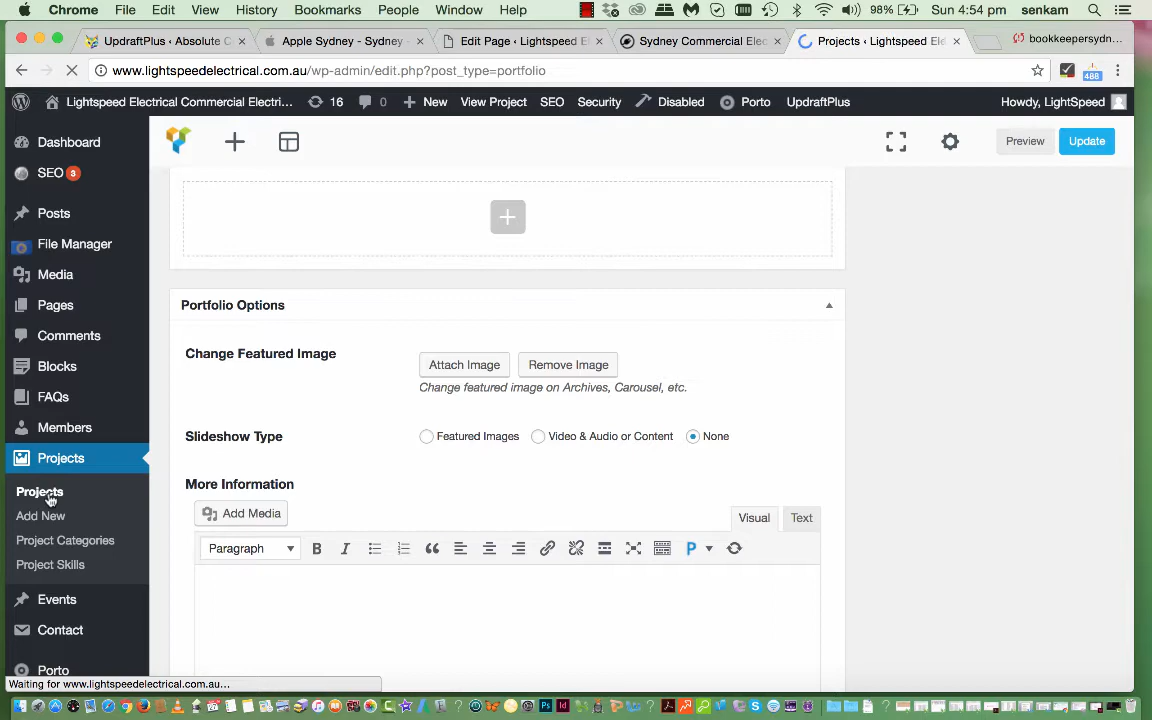 Chrome File Edit View History Bookmarks People Window Help 98% Sun 4:54 pm senkam
UpdraftPlus ‹ Absolute C
Apple Sydney - Sydney
Edit Page ‹ Lightspeed El
Sydney Commercial Elec
Projects ‹ Lightspeed Ele
bookkeepersydn...
www.lightspeedelectrical.com.au/wp-admin/edit.php?post_type=portfolio
488
Lightspeed Electrical Commercial Electri... 16 0 New View Project SEO Security Disabled Porto UpdraftPlus Howdy, LightSpeed
Dashboard
SEO 3
Posts
File Manager
Media
Pages
Comments
Blocks
FAQs
Members
Projects
Projects
Add New
Project Categories
Project Skills
Events
Contact
Porto
Preview Update
Portfolio Options
Change Featured Image
Attach Image Remove Image
Change featured image on Archives, Carousel, etc.
Slideshow Type
Featured Images Video & Audio or Content None
More Information
Add Media
Visual Text
Paragraph
B I P
Waiting for www.lightspeedelectrical.com.au...